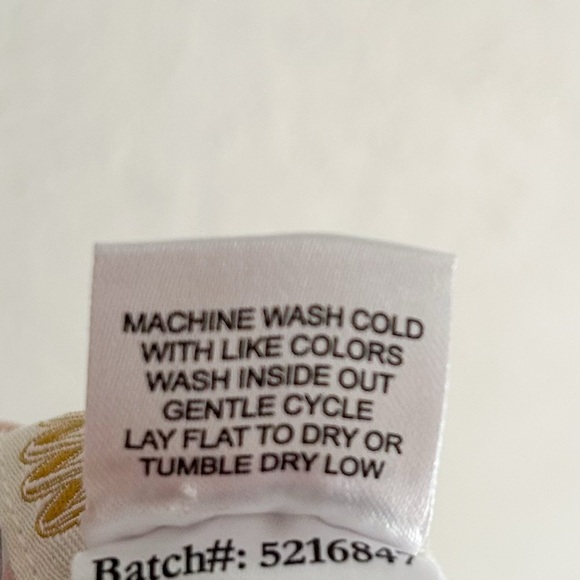 MACHINE WASH COLD
WITH LIKE COLORS
WASH INSIDE OUT
GENTLE CYCLE
LAY FLAT TO DRY OR
TUMBLE DRY LOW
Batch#: 5216847